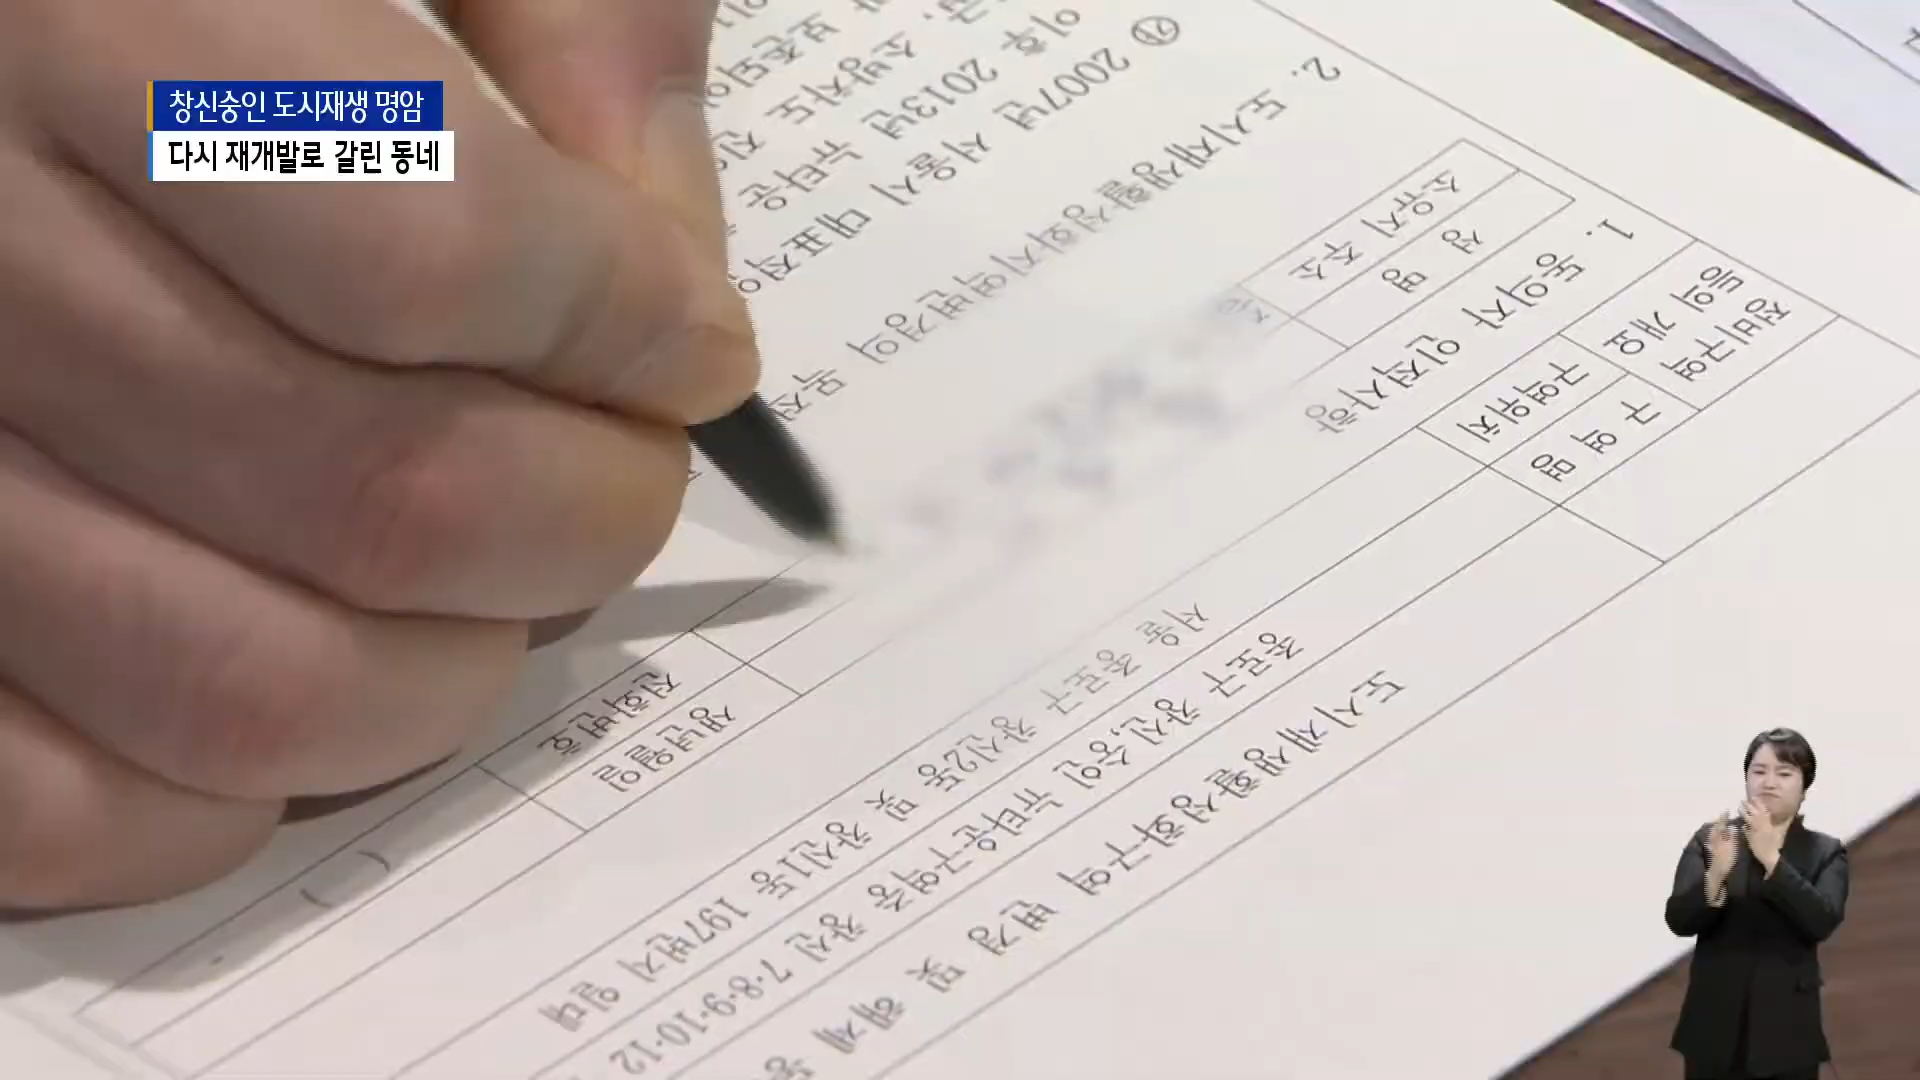 창신숭인 도시재생 명암
다시 재개발로 갈린 동네
도시재생활성화구역 변경 및 해제
정비구역
등의 개요
구 역 명
종로구 창신,숭인 뉴타운구역중 창신 7·8·9·10·12
구역위치
서울 종로구 창신2동 및 창신1동 197번지 일대
1. 동의자 인적사항
성 명
생년월일
소유지 주소
전화번호
( )
2. 도시재생활성화지역변경의 목적
㉮ 2007년 서울시
이후 2013년 뉴타운
소방차도